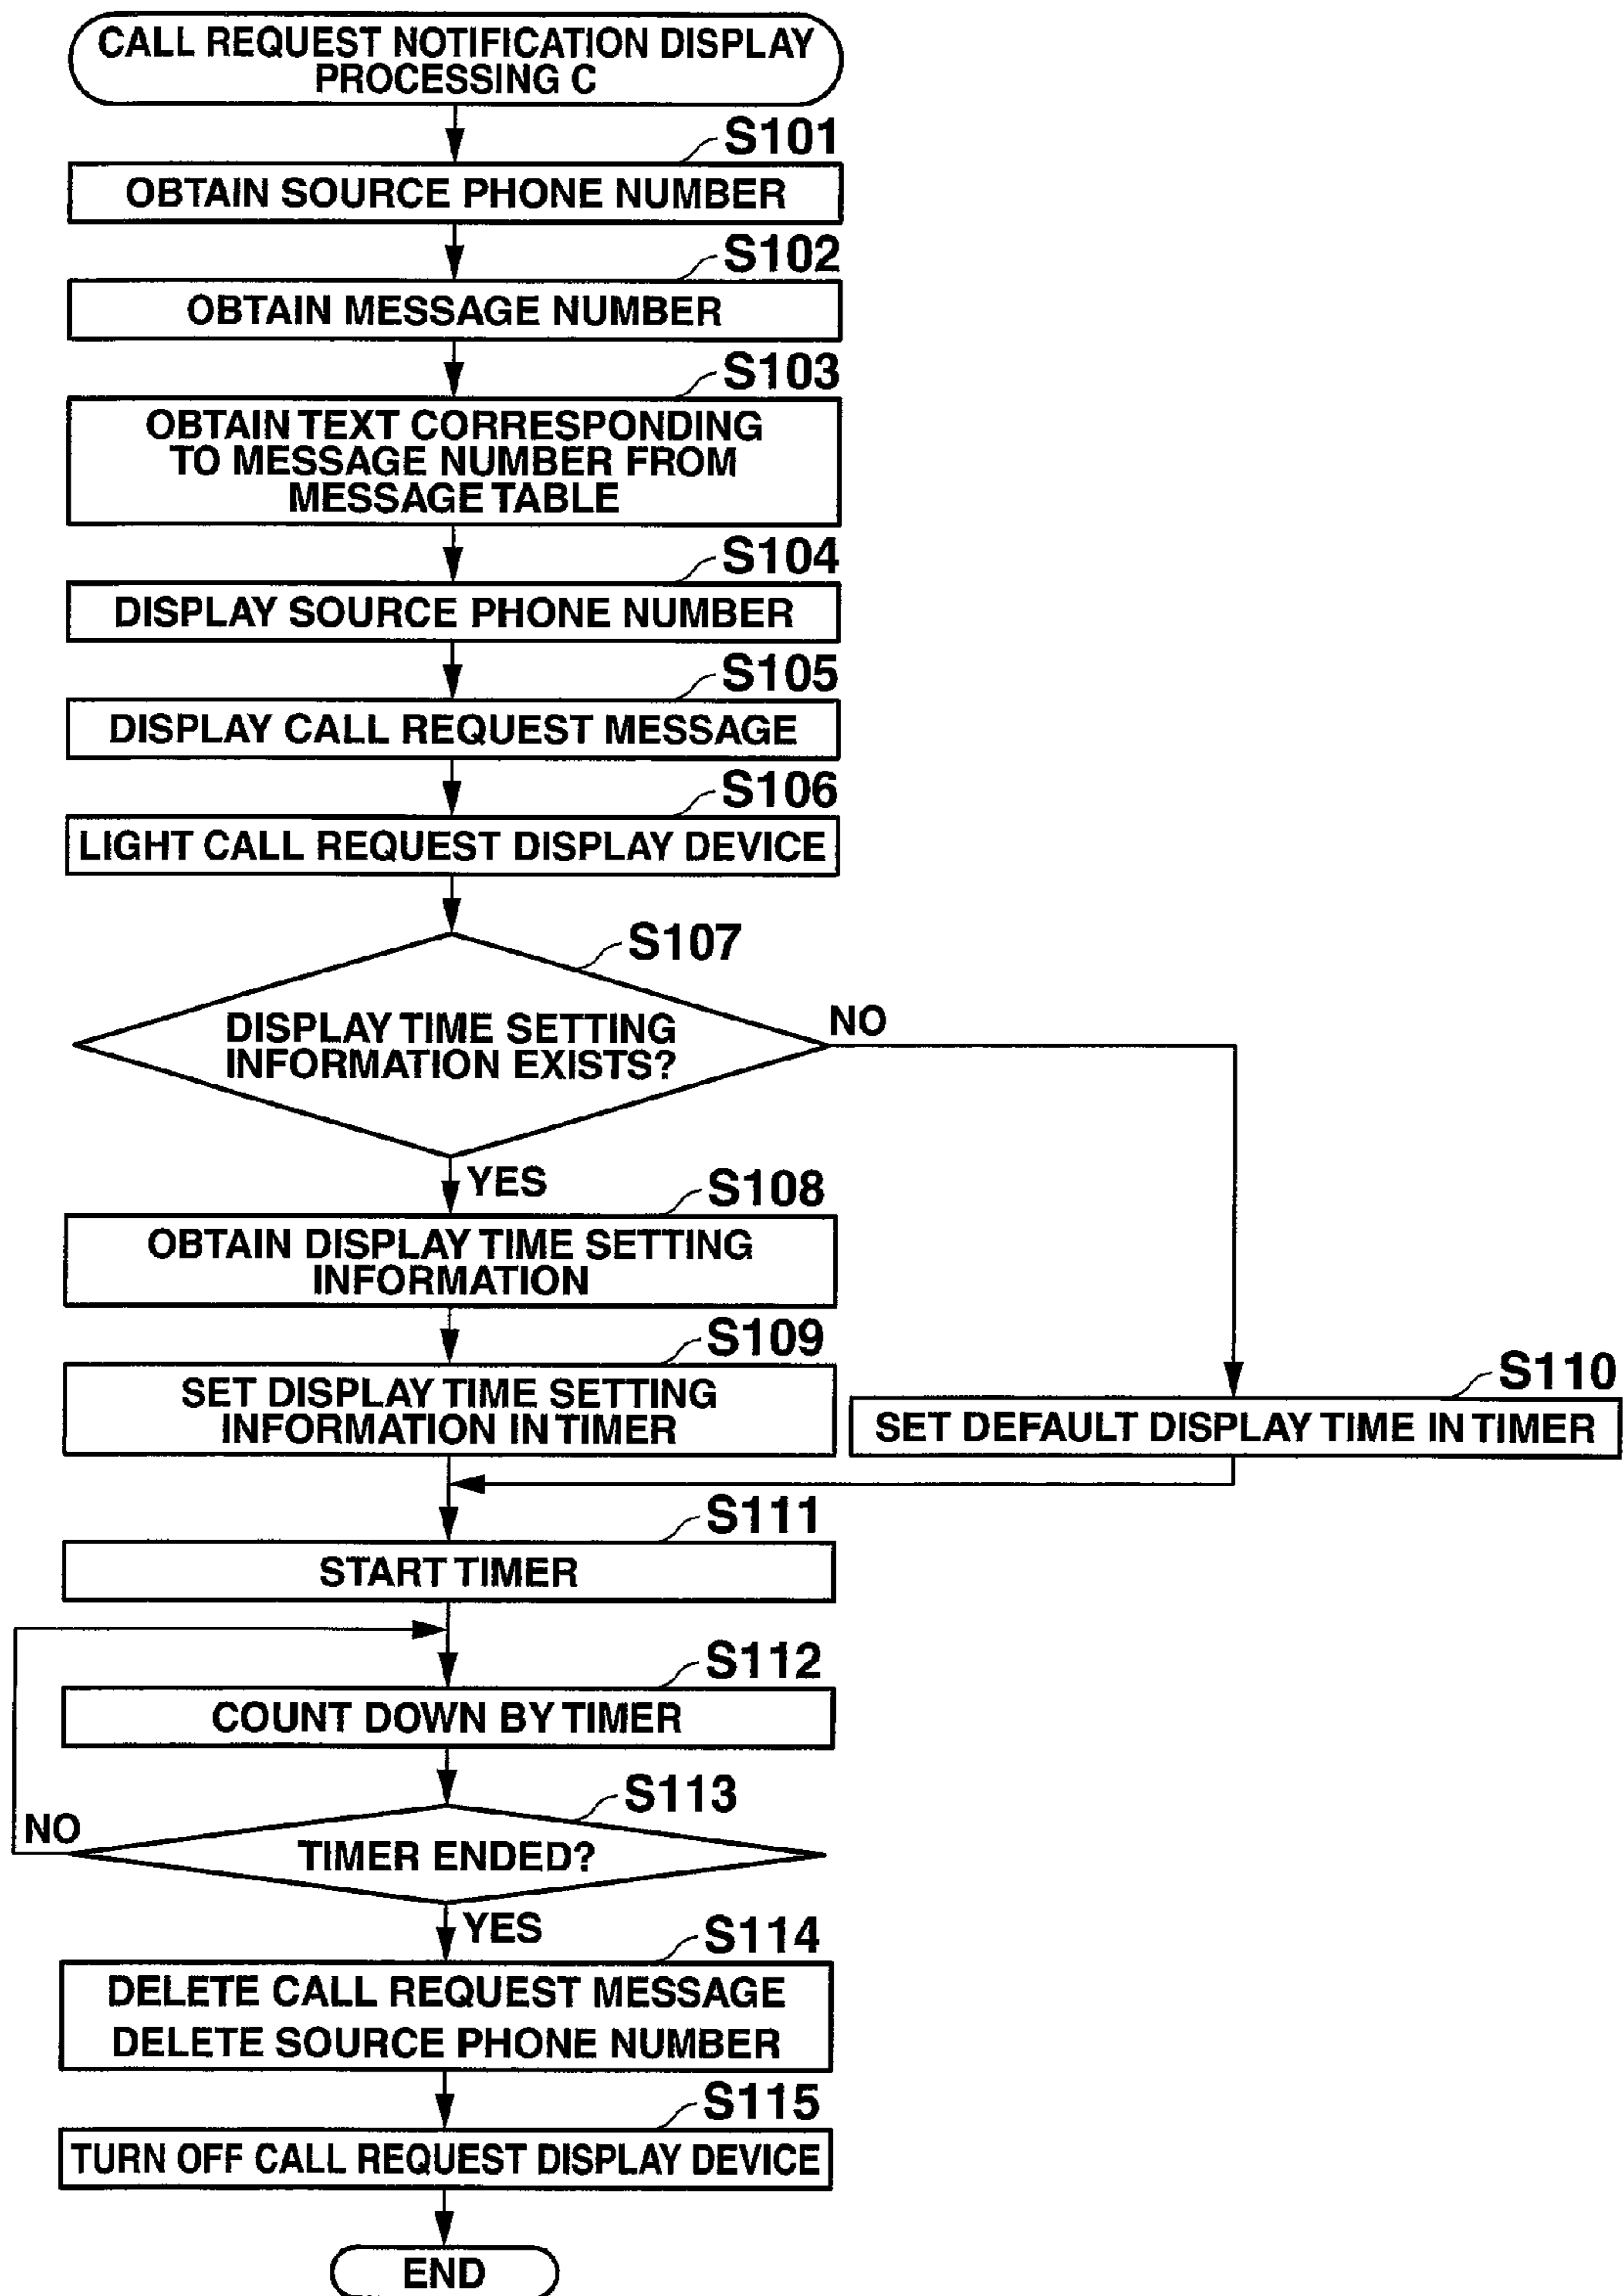 CALL REQUEST NOTIFICATION DISPLAY
PROCESSING C
S101
OBTAIN SOURCE PHONE NUMBER
S102
OBTAIN MESSAGE NUMBER
S103
OBTAIN TEXT CORRESPONDING
TO MESSAGE NUMBER FROM
MESSAGE TABLE
S104
DISPLAY SOURCE PHONE NUMBER
S105
DISPLAY CALL REQUEST MESSAGE
S106
LIGHT CALL REQUEST DISPLAY DEVICE
S107
DISPLAY TIME SETTING
INFORMATION EXISTS?
NO
YES
S108
OBTAIN DISPLAY TIME SETTING
INFORMATION
S109
SET DISPLAY TIME SETTING
INFORMATION IN TIMER
S110
SET DEFAULT DISPLAY TIME IN TIMER
S111
START TIMER
S112
COUNT DOWN BY TIMER
S113
TIMER ENDED?
NO
YES
S114
DELETE CALL REQUEST MESSAGE
DELETE SOURCE PHONE NUMBER
S115
TURN OFF CALL REQUEST DISPLAY DEVICE
END